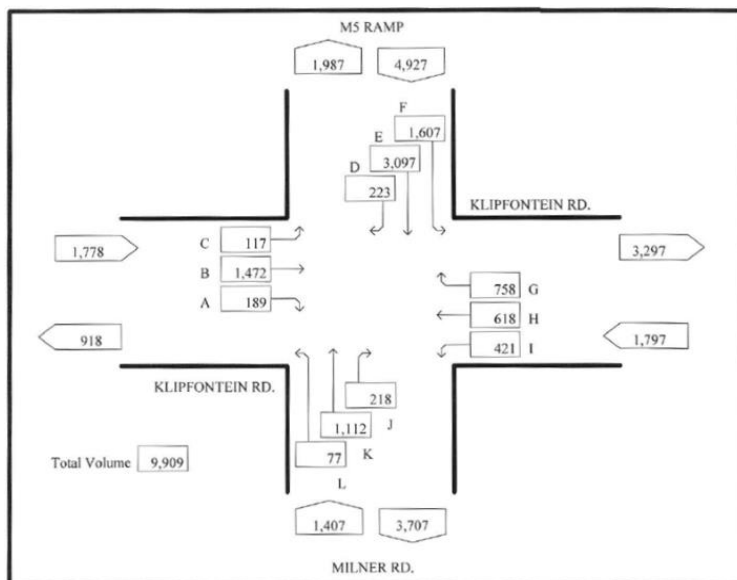 M5 RAMP
1,987 4,927
F
1,607
E
3,097
D
223
KLIPFONTEIN RD.
C 117
1,778
3,297
B 1,472
A 189
758 G
618 H
918
1,797
421 I
KLIPFONTEIN RD.
218
J
1,112
K
Total Volume 9,909
77
L
1,407 3,707
MILNER RD.